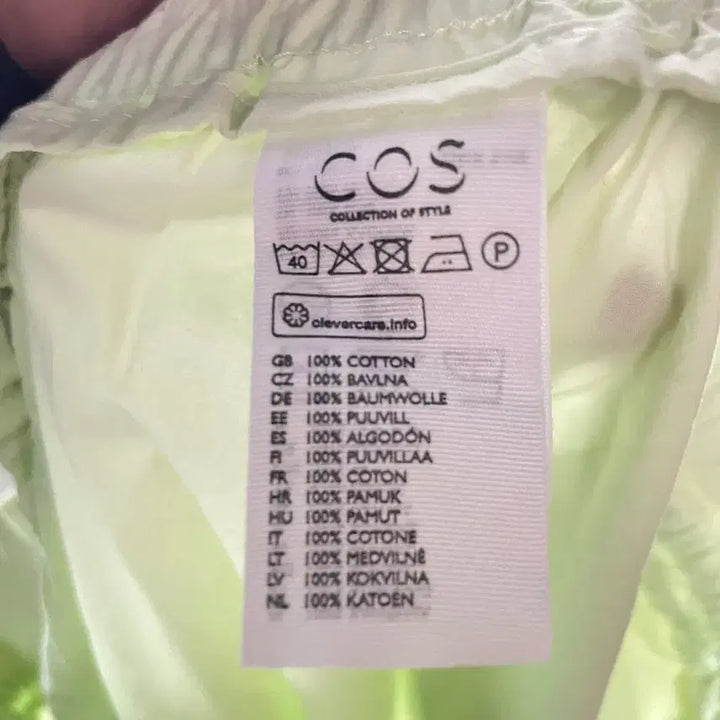 COS
COLLECTION OF STYLE
40 P
clevercare.info
GB 100% COTTON
CZ 100% BAVLNA
DE 100% BAUMWOLLE
EE 100% PUUVILL
ES 100% ALGODÓN
FI 100% PUUVILLAA
FR 100% COTON
HR 100% PAMUK
HU 100% PAMUT
IT 100% COTONE
LT 100% MEDVILNĖ
LV 100% KOKVILNA
NL 100% KATOEN